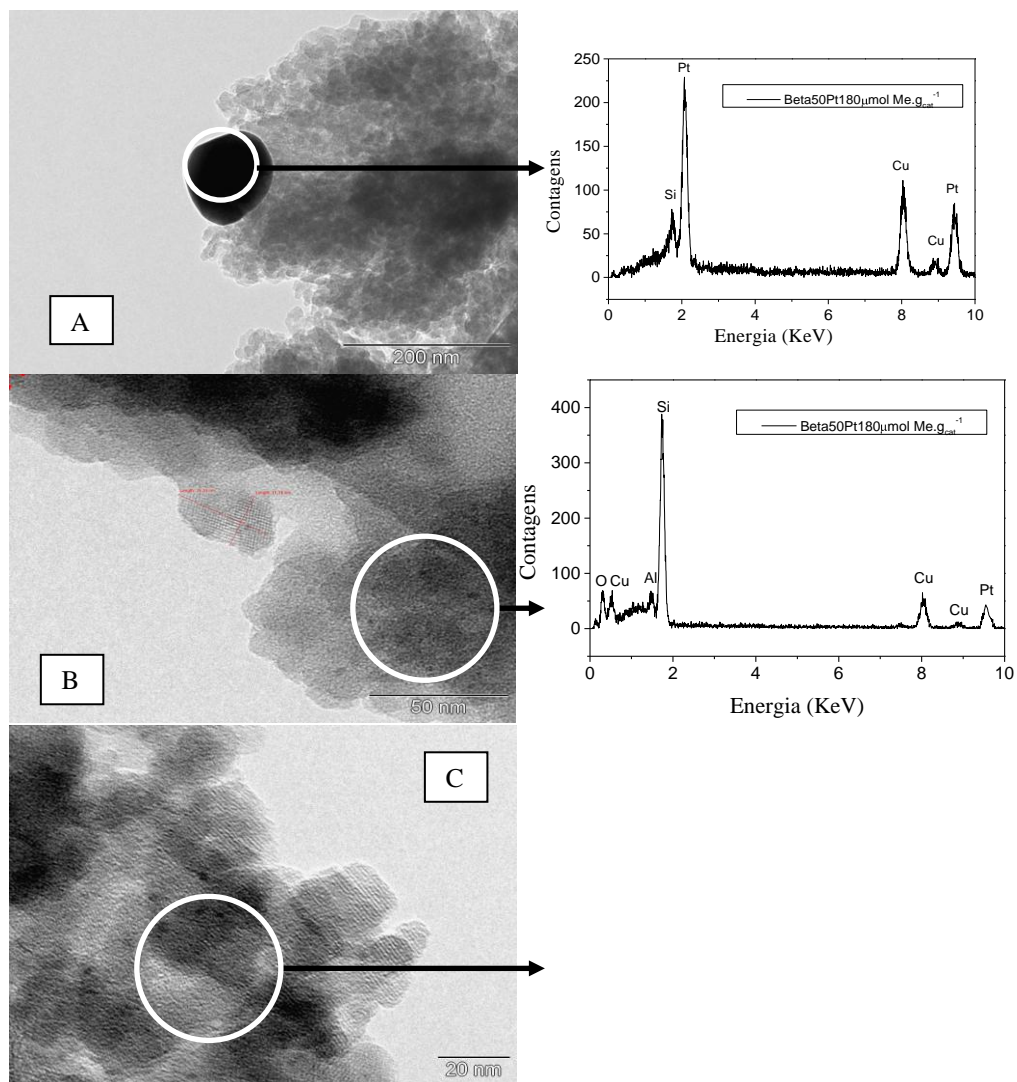 A
200 nm
Contagens
250
200
150
100
50
0
Pt
Si
Cu
Cu
Pt
Beta50Pt180μmol Me.g_cat^-1
0 2 4 6 8 10
Energia (KeV)
B
50 nm
Contagens
400
300
200
100
0
Si
O Cu Al
Cu
Cu
Pt
Beta50Pt180μmol Me.g_cat^-1
0 2 4 6 8 10
Energia (KeV)
C
20 nm